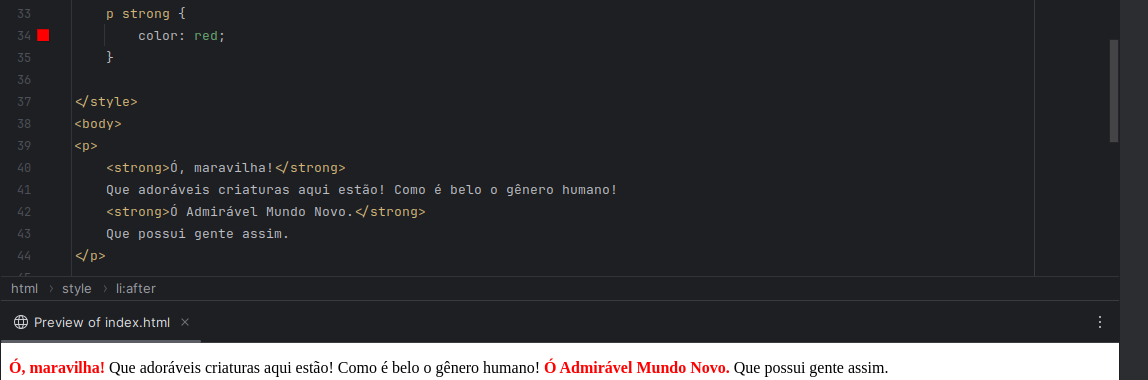 33 p strong {
34 color: red;
35 }
36
37 </style>
38 <body>
39 <p>
40 <strong>Ó, maravilha!</strong>
41 Que adoráveis criaturas aqui estão! Como é belo o gênero humano!
42 <strong>Ó Admirável Mundo Novo.</strong>
43 Que possui gente assim.
44 </p>
html › style › li:after
Preview of index.html ×
Ó, maravilha! Que adoráveis criaturas aqui estão! Como é belo o gênero humano! Ó Admirável Mundo Novo. Que possui gente assim.